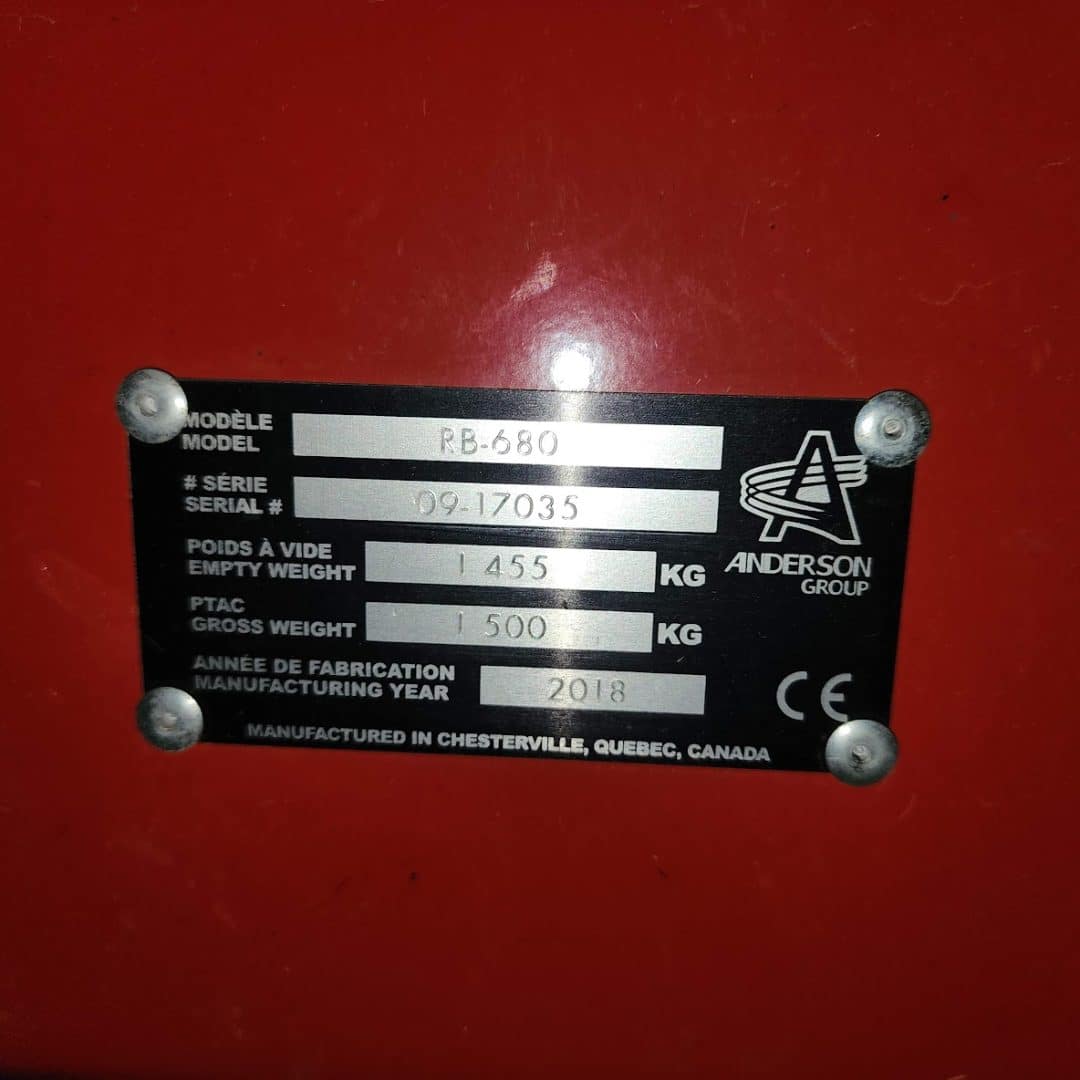 MODÈLE
MODEL
RB-680
# SÉRIE
SERIAL #
09-17035
POIDS À VIDE
EMPTY WEIGHT
1 455 KG
PTAC
GROSS WEIGHT
1 500 KG
ANNÉE DE FABRICATION
MANUFACTURING YEAR
2018
ANDERSON
GROUP
CE
MANUFACTURED IN CHESTERVILLE, QUEBEC, CANADA